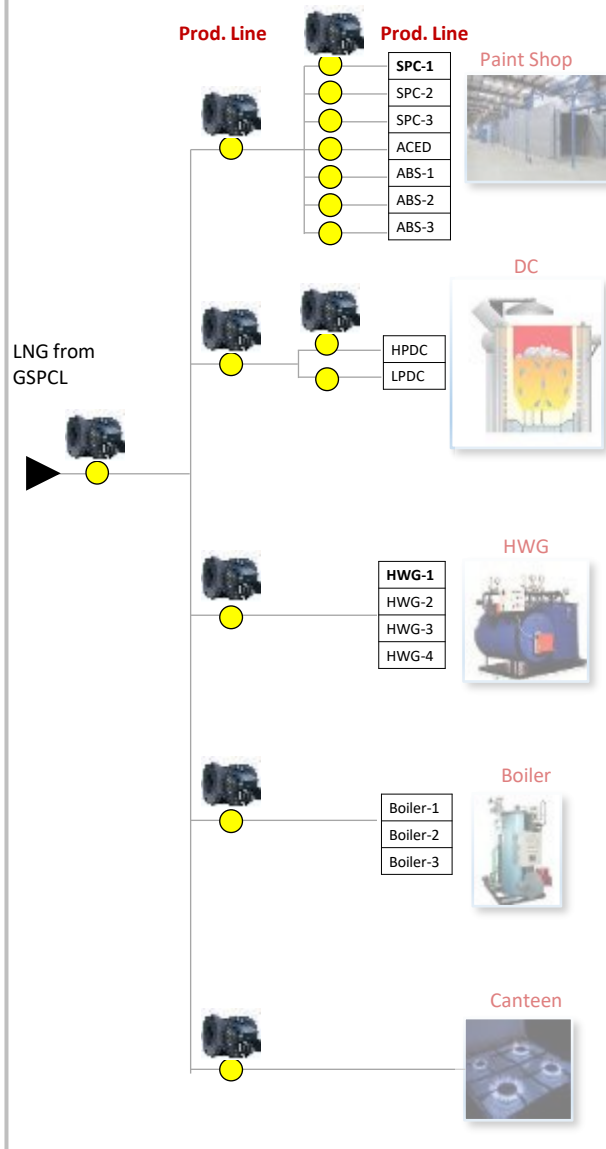 Prod. Line
Prod. Line
Paint Shop
SPC-1
SPC-2
SPC-3
ACED
ABS-1
ABS-2
ABS-3
DC
LNG from
GSPCL
HPDC
LPDC
HWG
HWG-1
HWG-2
HWG-3
HWG-4
Boiler
Boiler-1
Boiler-2
Boiler-3
Canteen